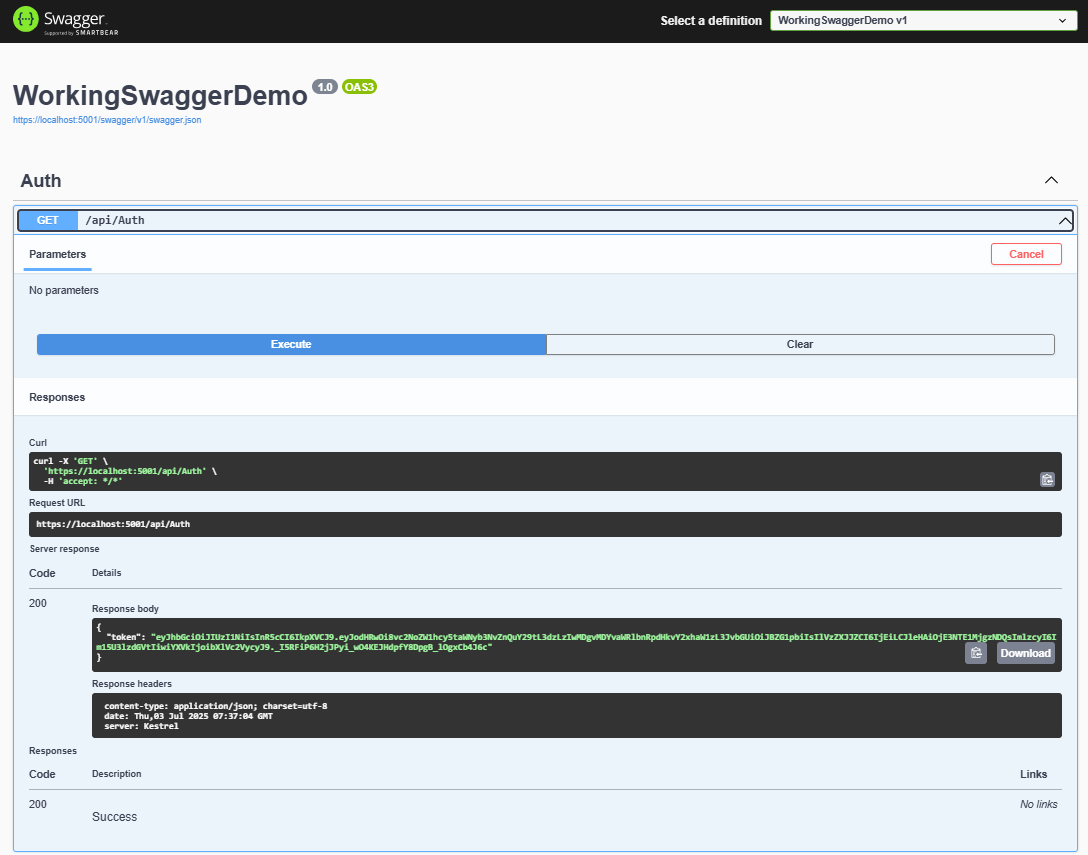 Swagger
Supported by SMARTBEAR
Select a definition
WorkingSwaggerDemo v1
WorkingSwaggerDemo 1.0 OAS3
https://localhost:5001/swagger/v1/swagger.json
Auth
GET /api/Auth
Parameters
Cancel
No parameters
Execute
Clear
Responses
Curl
curl -X 'GET' \
'https://localhost:5001/api/Auth' \
-H 'accept: */*'
Request URL
https://localhost:5001/api/Auth
Server response
Code Details
200
Response body
{
"token":
}
Download
Response headers
content-type: application/json; charset=utf-8
date: Thu,03 Jul 2025 07:37:04 GMT
server: Kestrel
Responses
Code Description Links
200 No links
Success